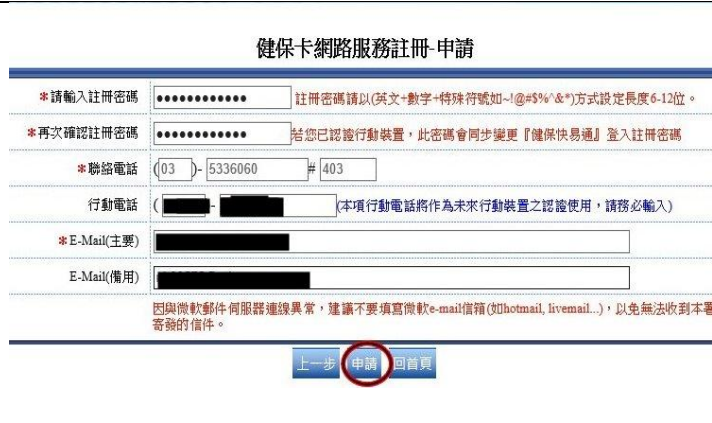 健保卡網路服務註冊-申請
*請輸入註冊密碼 •••••••••••• 註冊密碼請以(英文+數字+特殊符號如~!@#$%^&*)方式設定長度6-12位。
*再次確認註冊密碼 •••••••••••• 若您已認證行動裝置，此密碼會同步變更『健保快易通』登入註冊密碼
*聯絡電話 (03 )- 5336060 # 403
行動電話 ( - (本項行動電話將作為未來行動裝置之認證使用，請務必輸入)
*E-Mail(主要)
E-Mail(備用)
因與微軟郵件伺服器連線異常，建議不要填寫微軟e-mail信箱(如hotmail, livemail...)，以免無法收到本署
寄發的信件。
上一步 申請 回首頁